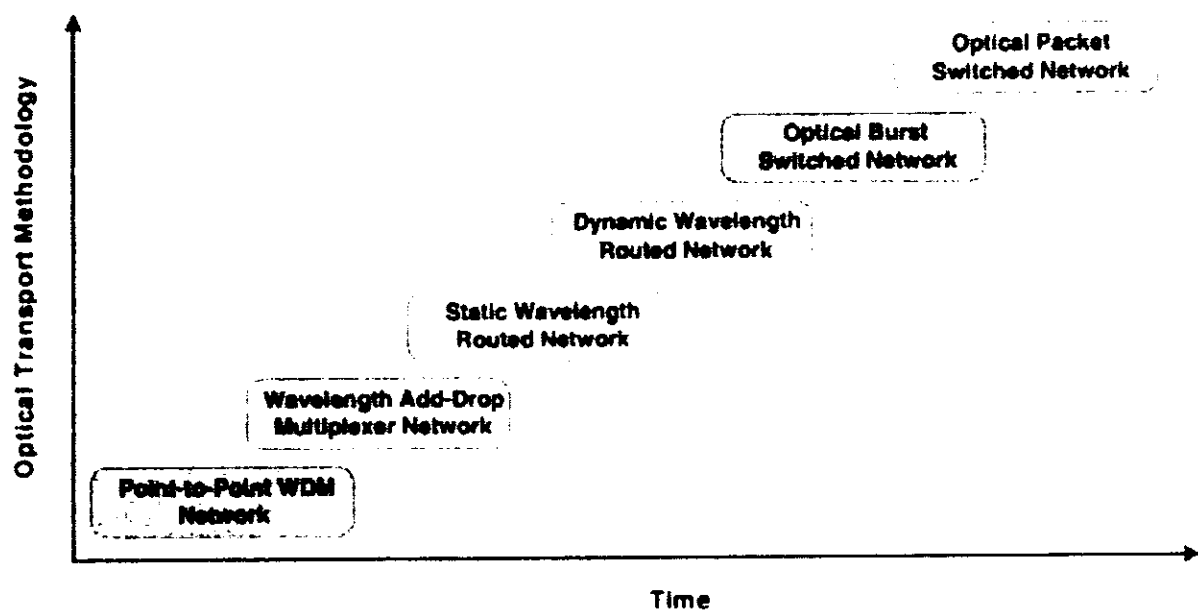 Optical Packet
Switched Network
Optical Burst
Switched Network
Dynamic Wavelength
Routed Network
Static Wavelength
Routed Network
Wavelength Add-Drop
Multiplexer Network
Point-to-Point WDM
Network
Optical Transport Methodology
Time